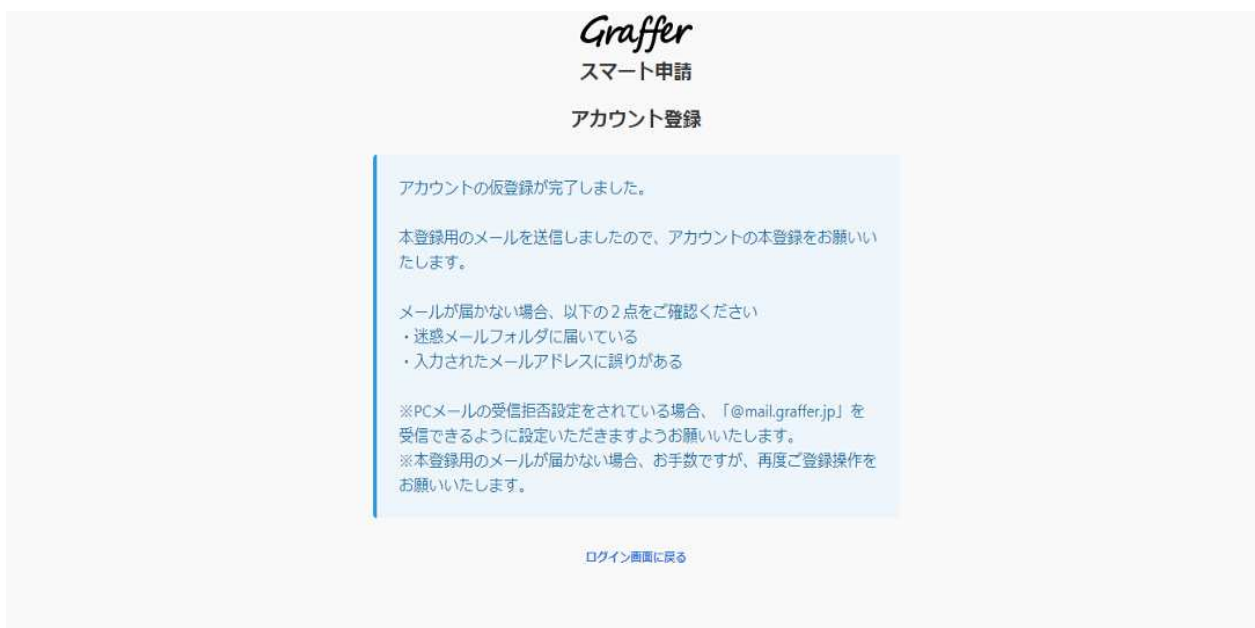 Graffer
スマート申請
アカウント登録
アカウントの仮登録が完了しました。
本登録用のメールを送信しましたので、アカウントの本登録をお願いい
たします。
メールが届かない場合、以下の２点をご確認ください
・迷惑メールフォルダに届いている
・入力されたメールアドレスに誤りがある
※PCメールの受信拒否設定をされている場合、「@mail.graffer.jp」を
受信できるように設定いただきますようお願いいたします。
※本登録用のメールが届かない場合、お手数ですが、再度ご登録操作を
お願いいたします。
ログイン画面に戻る